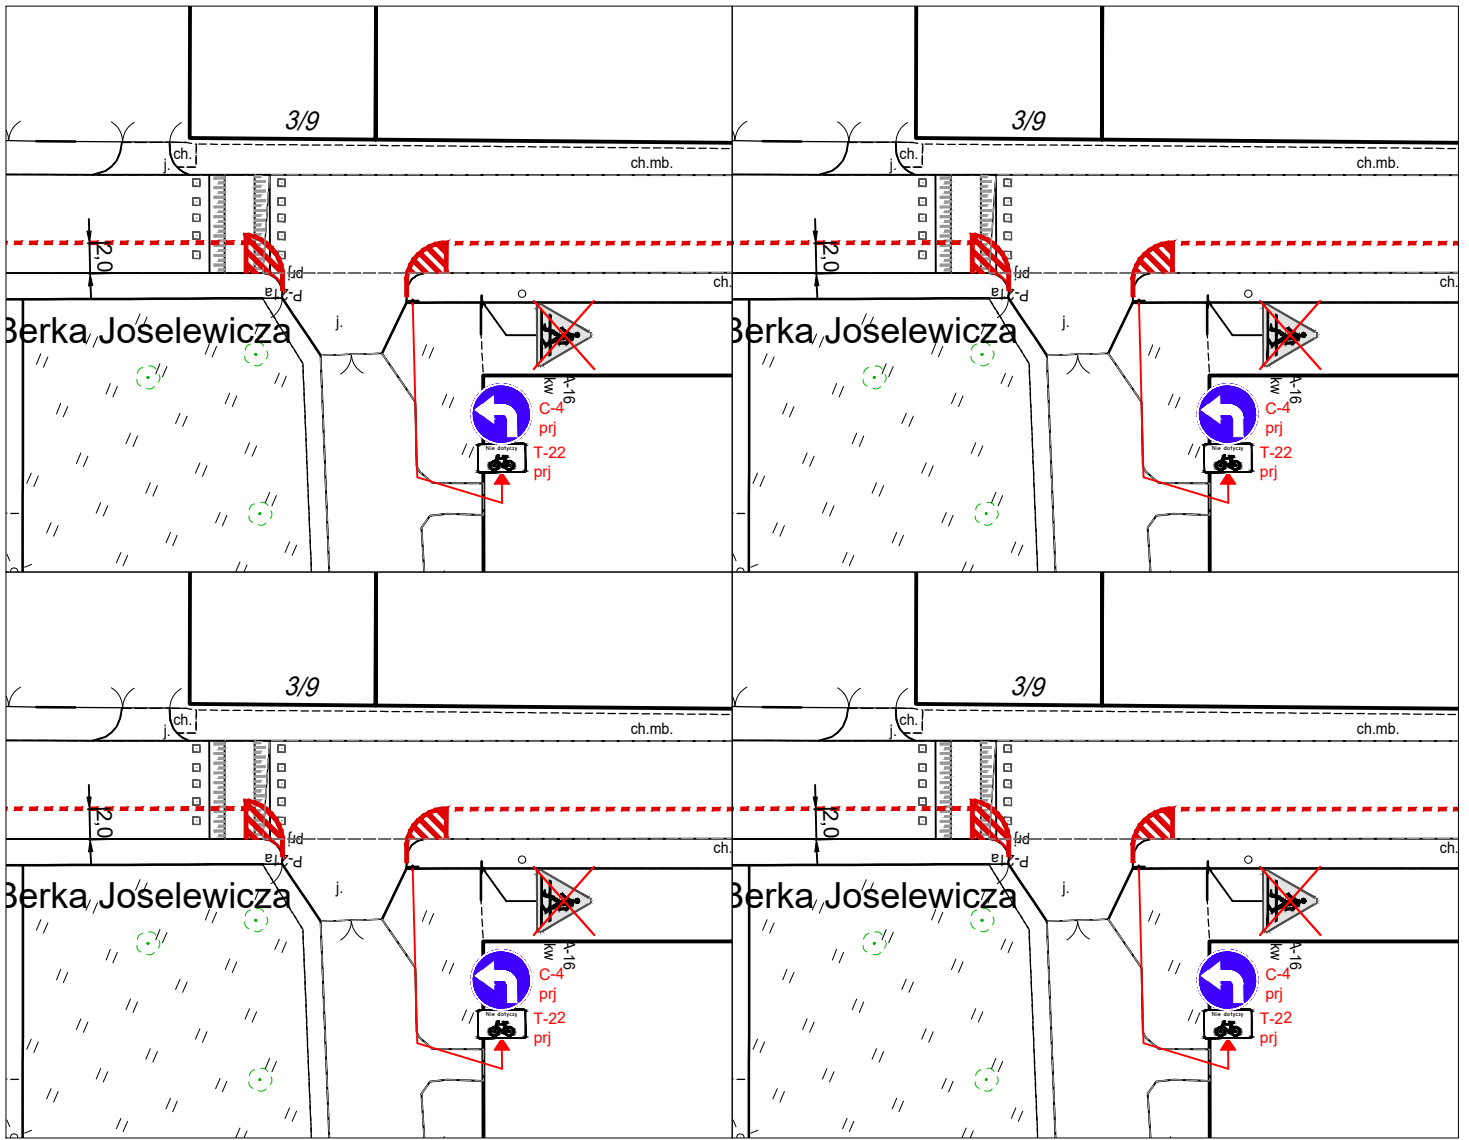 3/9
ch.
j.
ch.mb.
2,0
prj
P-21a
ch.
Berka Joselewicza
j.
A-16
kw
C-4
prj
Nie dotyczy
T-22
prj
3/9
ch.
j.
ch.mb.
2,0
prj
P-21a
ch.
Berka Joselewicza
j.
A-16
kw
C-4
prj
Nie dotyczy
T-22
prj
3/9
ch.
j.
ch.mb.
2,0
prj
P-21a
ch.
Berka Joselewicza
j.
A-16
kw
C-4
prj
Nie dotyczy
T-22
prj
3/9
ch.
j.
ch.mb.
2,0
prj
P-21a
ch.
Berka Joselewicza
j.
A-16
kw
C-4
prj
Nie dotyczy
T-22
prj